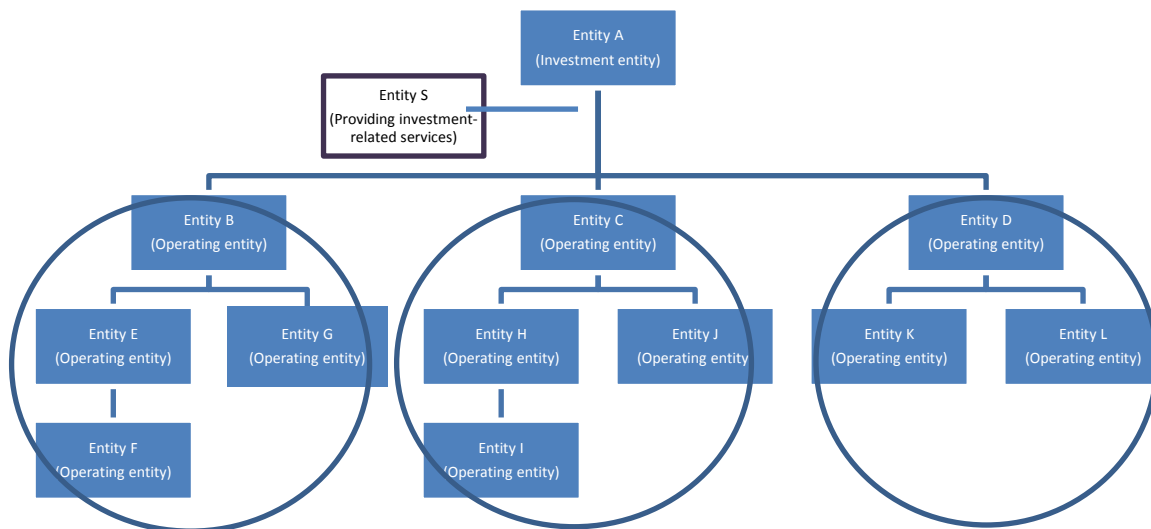 Entity A
(Investment entity)
Entity S
(Providing investment-
related services)
Entity B
(Operating entity)
Entity C
(Operating entity)
Entity D
(Operating entity)
Entity E
(Operating entity)
Entity G
(Operating entity)
Entity H
(Operating entity)
Entity J
(Operating entity)
Entity K
(Operating entity)
Entity L
(Operating entity)
Entity F
(Operating entity)
Entity I
(Operating entity)